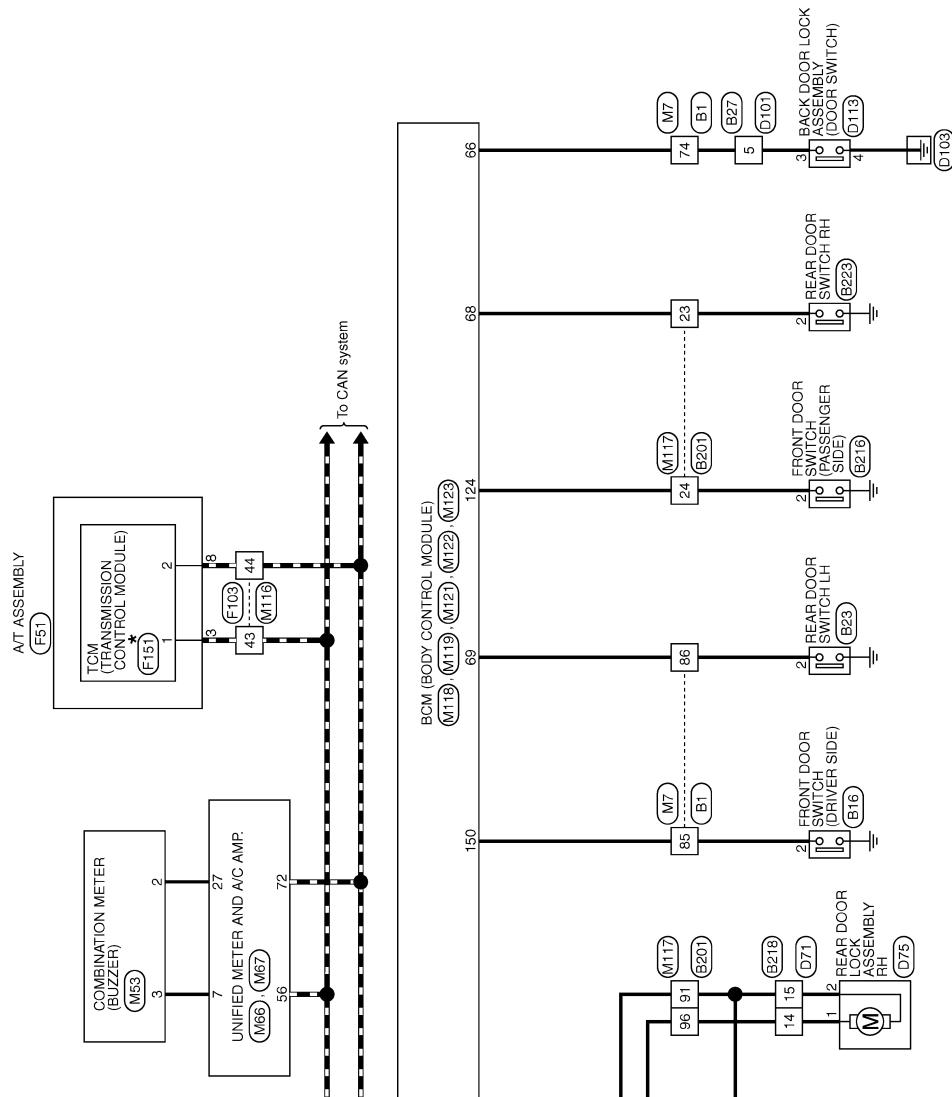 A/T ASSEMBLY
F51
TCM
(TRANSMISSION
CONTROL MODULE)
*
F151
1
2
3
8
43
44
F103
M116
To CAN system
COMBINATION METER
(BUZZER)
M53
3
2
7
27
UNIFIED METER AND A/C AMP.
M66 , M67
56
72
BCM (BODY CONTROL MODULE)
M118 , M119 , M121 , M122 , M123
150
69
124
68
66
M117
B201
96
91
B218
D71
14
15
1
2
M
REAR DOOR
LOCK
ASSEMBLY
RH
D75
M7
B1
85
2
FRONT DOOR
SWITCH
(DRIVER SIDE)
B16
86
2
REAR DOOR
SWITCH LH
B23
M117
B201
24
2
FRONT DOOR
SWITCH
(PASSENGER
SIDE)
B216
23
2
REAR DOOR
SWITCH RH
B223
M7
B1
74
B27
D101
5
3
4
BACK DOOR LOCK
ASSEMBLY
(DOOR SWITCH)
D113
D103